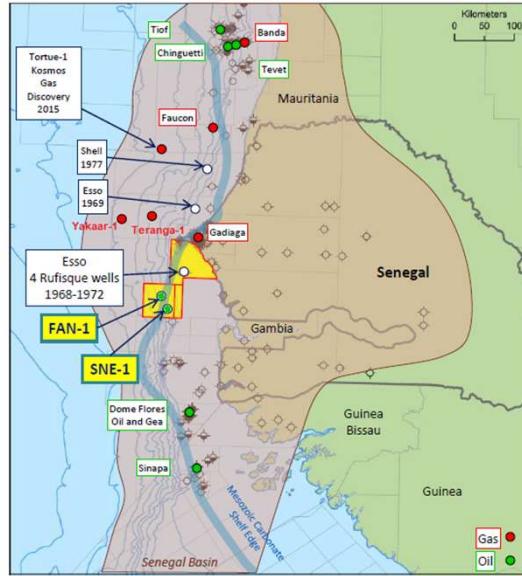 Kilometers
0 50 100
Tiof
Banda
Chinguetti
Tevet
Tortue-1
Kosmos
Gas
Discovery
2015
Mauritania
Faucon
Shell
1977
Esso
1969
Yakaar-1
Teranga-1
Gadiaga
Esso
4 Rufisque wells
1968-1972
Senegal
FAN-1
SNE-1
Gambia
Dome Flores
Oil and Gea
Guinea
Bissau
Sinapa
Mesozoic Carbonate
Shelf Edge
Guinea
Gas
Oil
Senegal Basin